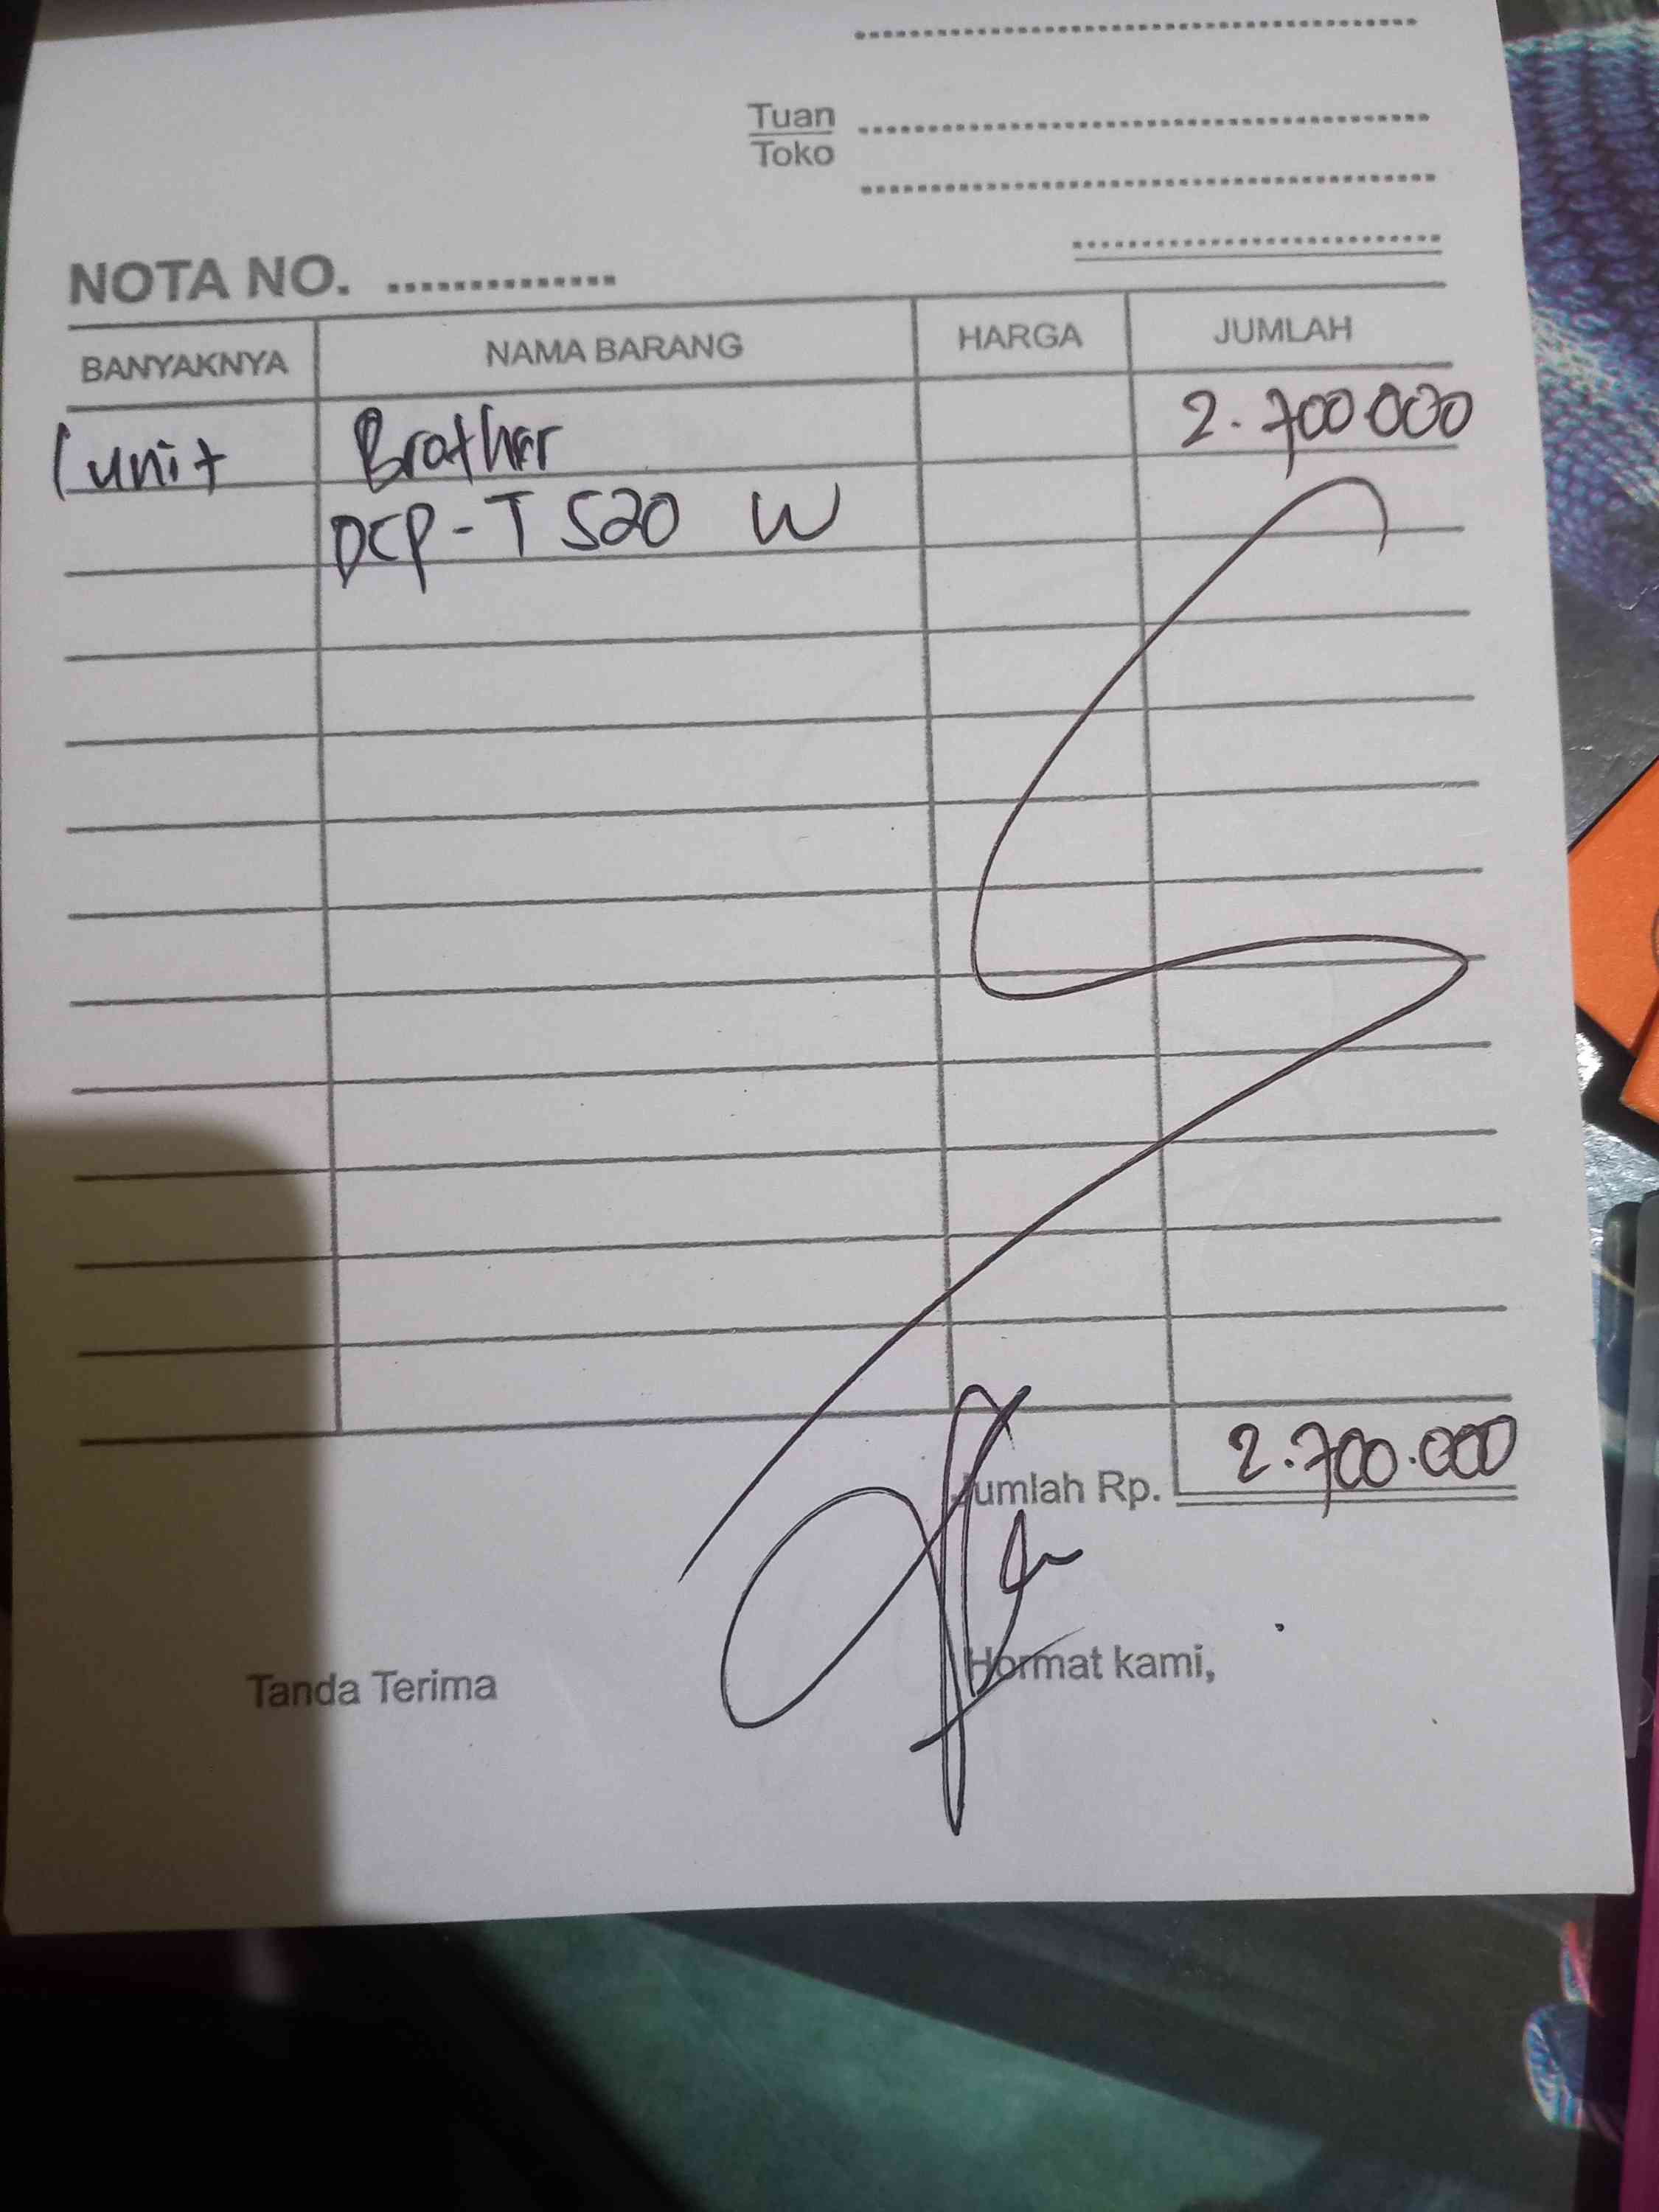 Tuan
Toko
NOTA NO.
BANYAKNYA NAMA BARANG HARGA JUMLAH
1 unit Brother 2.700.000
DCP-T 520 W
Jumlah Rp. 2.700.000
Tanda Terima Hormat kami,